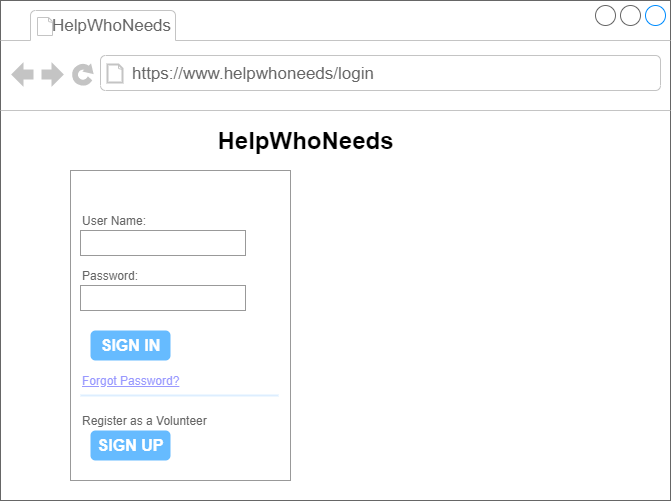 HelpWhoNeeds
https://www.helpwhoneeds/login
HelpWhoNeeds
User Name:
Password:
SIGN IN
Forgot Password?
Register as a Volunteer
SIGN UP